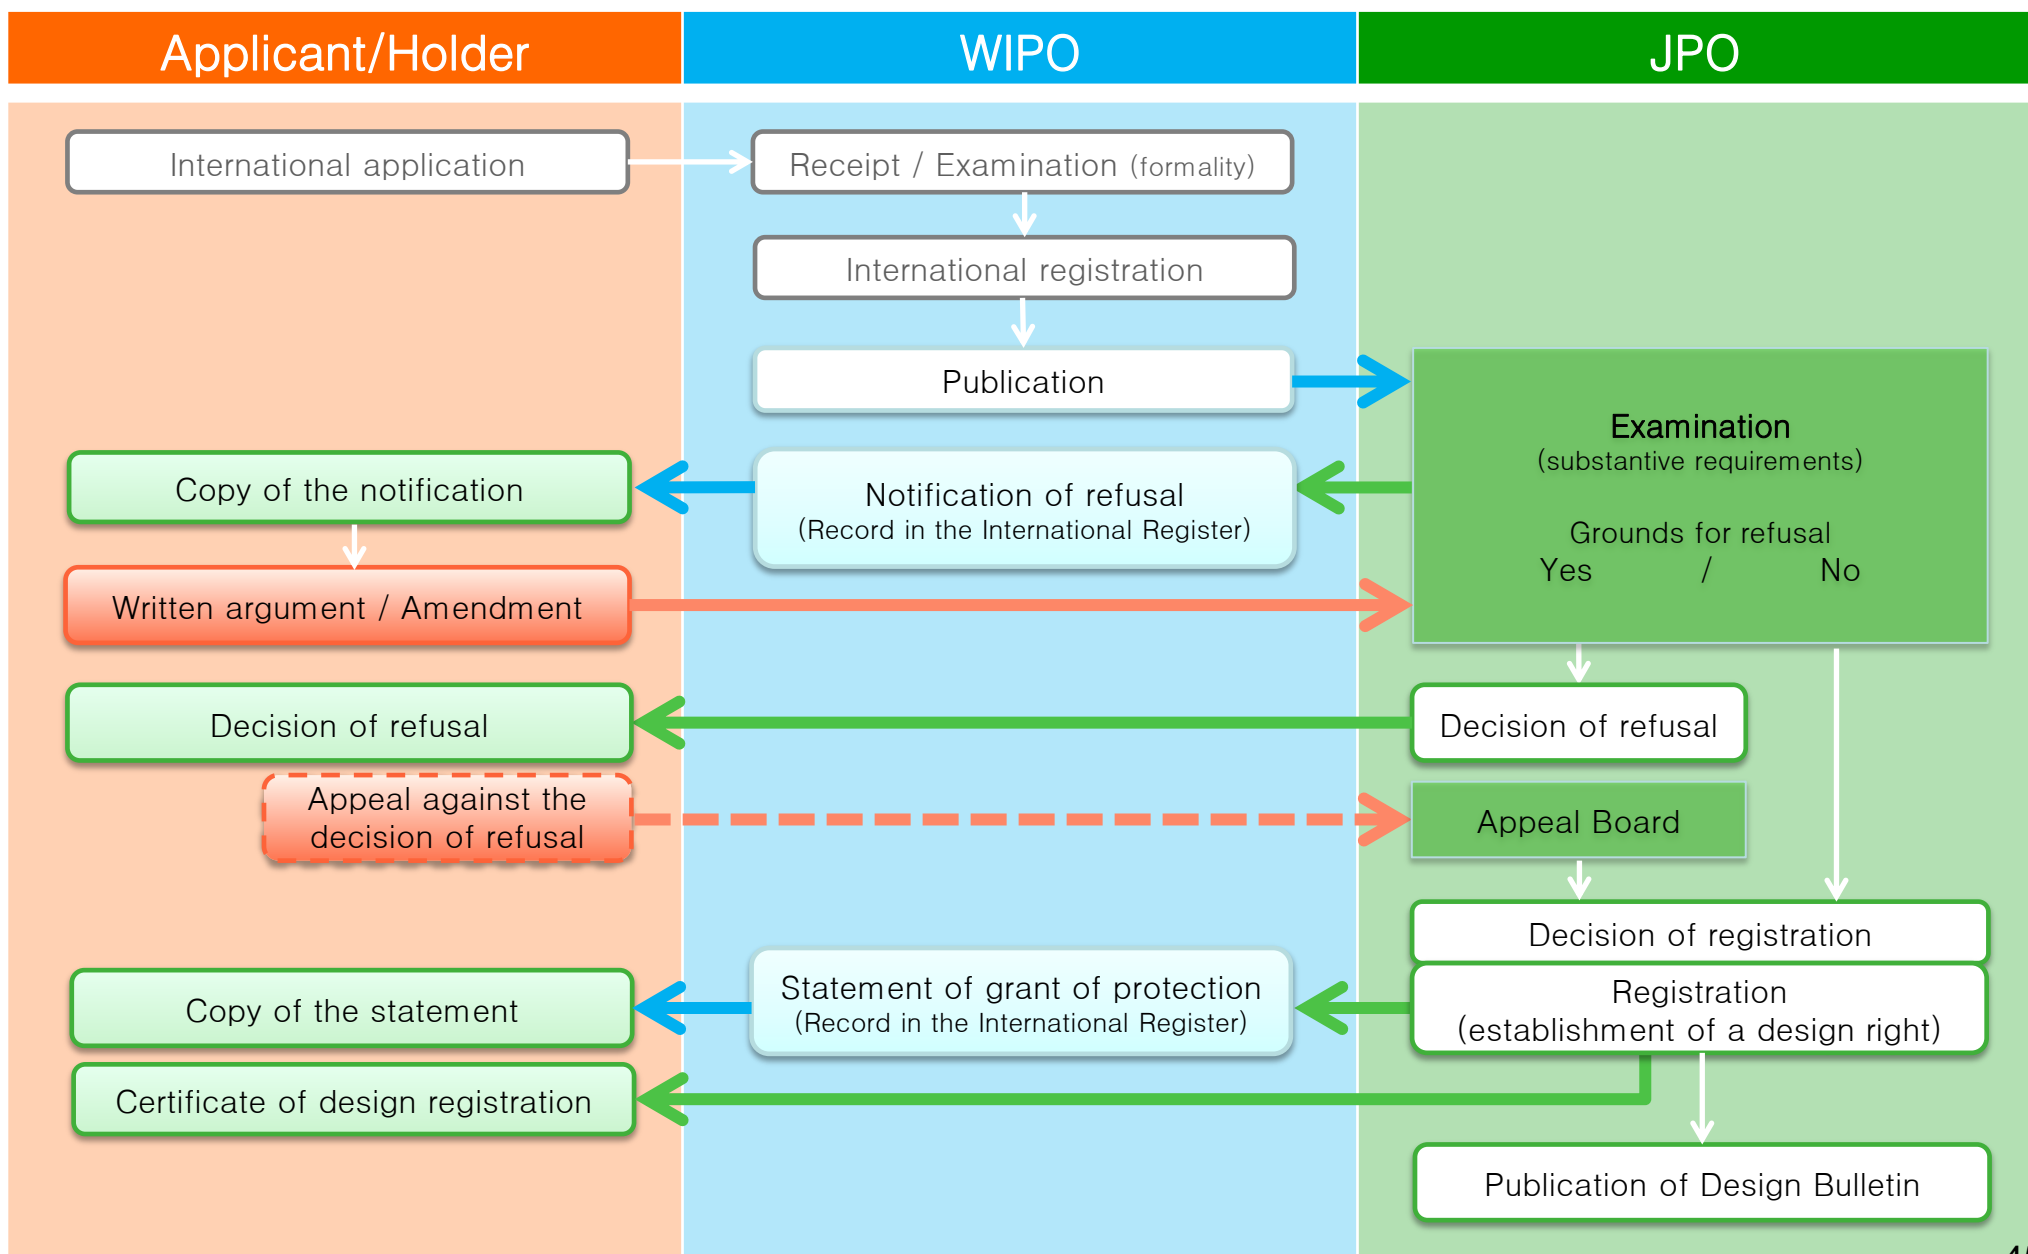 Applicant/Holder
WIPO
JPO
International application
Receipt / Examination (formality)
International registration
Publication
Examination
(substantive requirements)
Grounds for refusal
Yes / No
Copy of the notification
Notification of refusal
(Record in the International Register)
Written argument / Amendment
Decision of refusal
Decision of refusal
Appeal against the
decision of refusal
Appeal Board
Decision of registration
Copy of the statement
Statement of grant of protection
(Record in the International Register)
Registration
(establishment of a design right)
Certificate of design registration
Publication of Design Bulletin